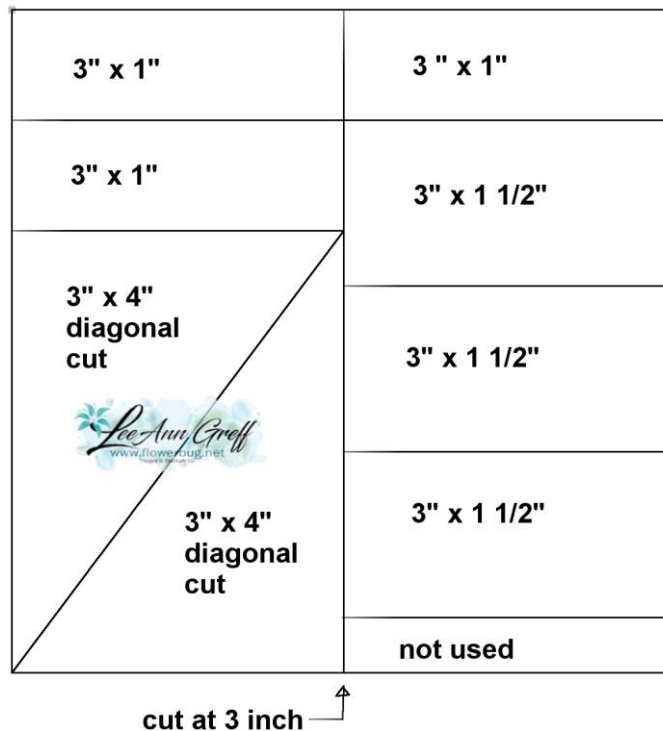 3" x 1"
3 " x 1"
3" x 1"
3" x 1 1/2"
3" x 4"
diagonal
cut
3" x 1 1/2"
LeeAnn Greff
www.flowerbug.net
3" x 4"
diagonal
cut
3" x 1 1/2"
not used
cut at 3 inch